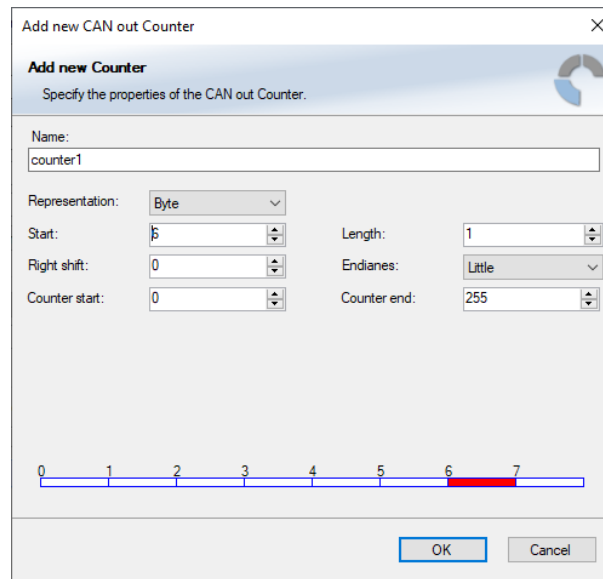 Add new CAN out Counter
Add new Counter
Specify the properties of the CAN out Counter.
Name:
counter1
Representation: Byte
Start: 6 Length: 1
Right shift: 0 Endianes: Little
Counter start: 0 Counter end: 255
0 1 2 3 4 5 6 7
OK Cancel